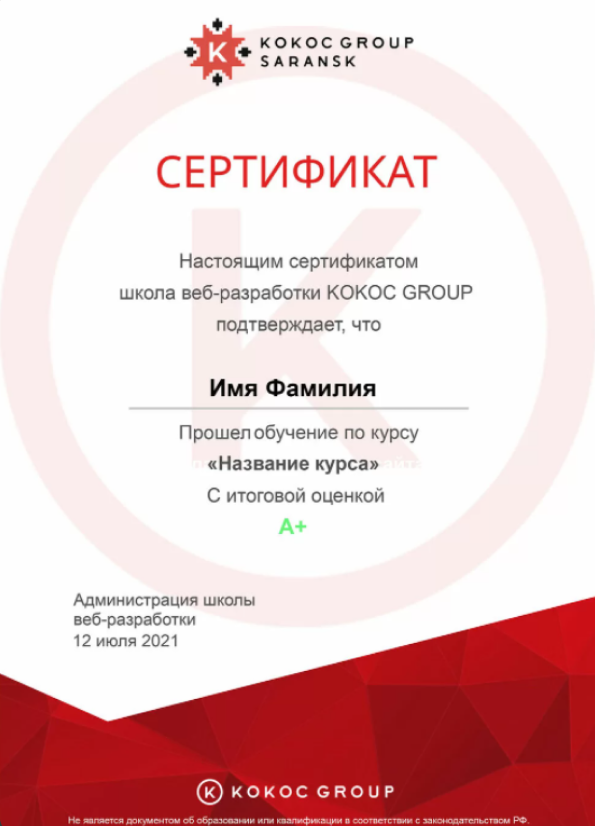 KOKOC GROUP
SARANSK
СЕРТИФИКАТ
Настоящим сертификатом
школа веб-разработки KOKOC GROUP
подтверждает, что
Имя Фамилия
Прошел обучение по курсу
«Название курса»
С итоговой оценкой
A+
Администрация школы
веб-разработки
12 июля 2021
K KOKOC GROUP
Не является документом об образовании или квалификации в соответствии с законодательством РФ.